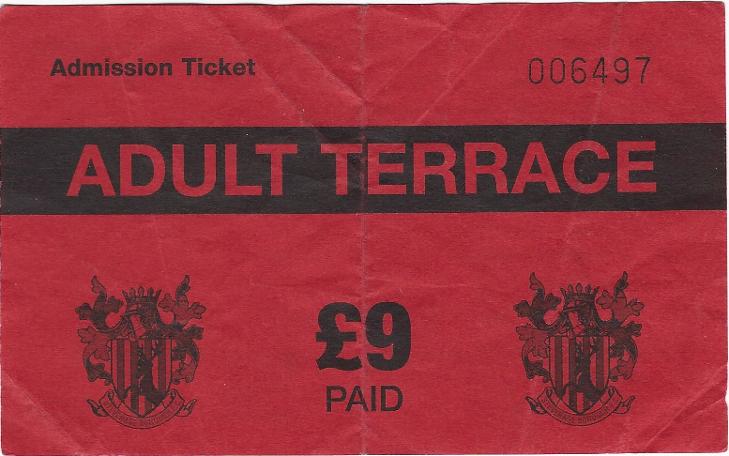 Admission Ticket
006497
ADULT TERRACE
£9
PAID